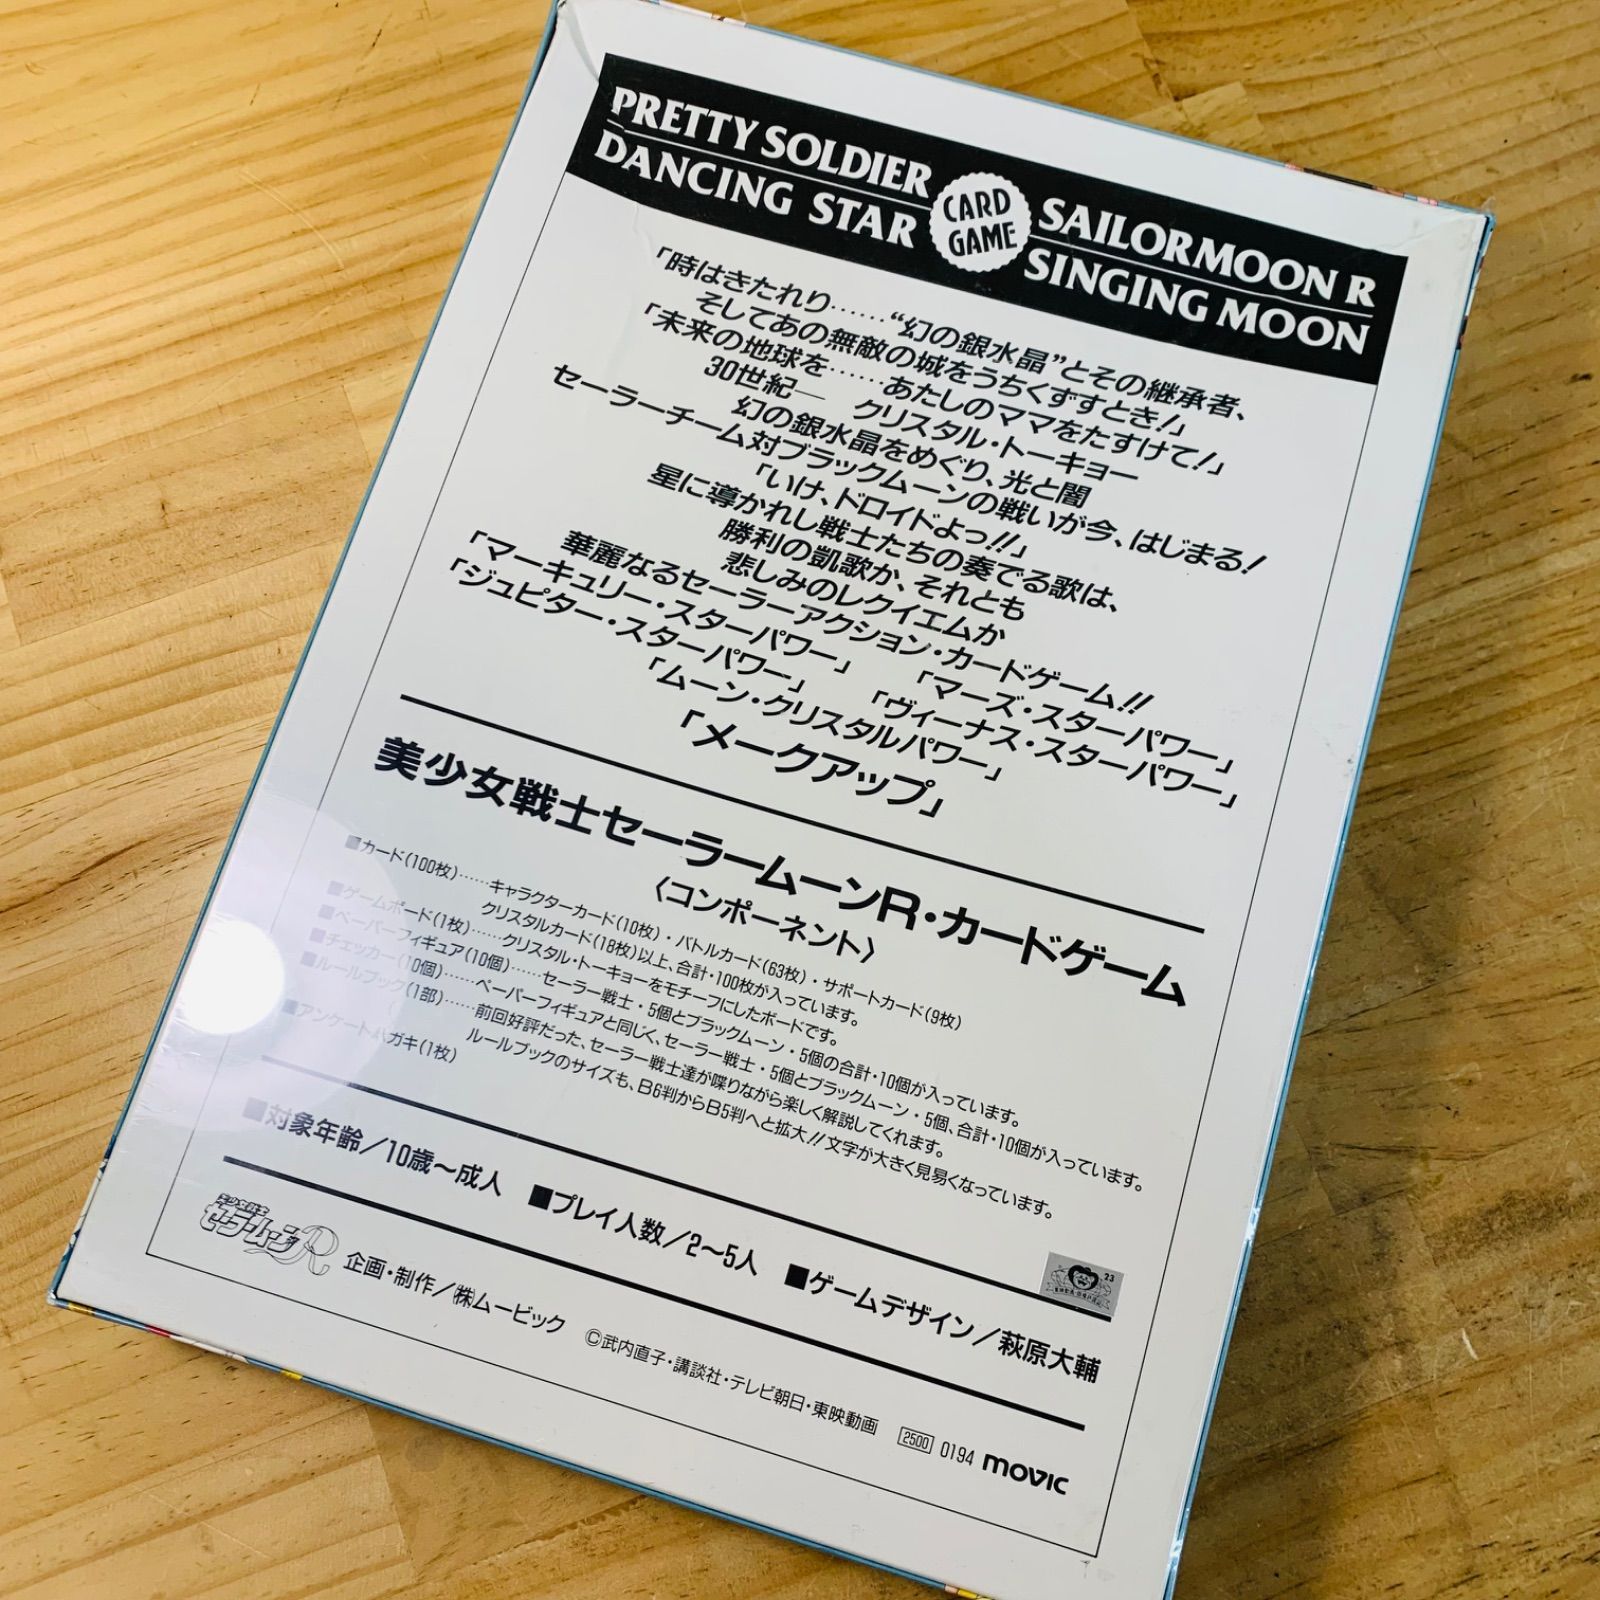 PRETTY SOLDIER SAILORMOON R
DANCING STAR SINGING MOON
CARD
GAME
「時はきたれり……“幻の銀水晶”とその継承者、
そしてあの無敵の城をうちくずすとき!」
「未来の地球を……あたしのママをたすけて!」
30世紀― クリスタル・トーキョー
幻の銀水晶をめぐり、光と闇
セーラーチーム対ブラックムーンの戦いが今、はじまる!
「いけ、ドロイドよっ!!」
星に導かれし戦士たちの奏でる歌は、
勝利の凱歌か、それとも
悲しみのレクイエムか
華麗なるセーラーアクション・カードゲーム!!
「マーキュリー・スターパワー」 「マーズ・スターパワー」
「ジュピター・スターパワー」 「ヴィーナス・スターパワー」
「ムーン・クリスタルパワー」
「メークアップ」
美少女戦士セーラームーンR・カードゲーム
〈コンポーネント〉
■カード(100枚)……キャラクターカード(10枚)・バトルカード(63枚)・サポートカード(9枚)
クリスタルカード(18枚)以上、合計・100枚が入っています。
■ゲームボード(1枚)……クリスタル・トーキョーをモチーフにしたボードです。
■ペーパーフィギュア(10個)……セーラー戦士・5個とブラックムーン・5個の合計・10個が入っています。
■チェッカー(10個)……ペーパーフィギュアと同じく、セーラー戦士・5個とブラックムーン・5個、合計・10個が入っています。
■ルールブック(1部)……前回好評だった、セーラー戦士達が喋りながら楽しく解説してくれます。
ルールブックのサイズも、B6判からB5判へと拡大!!文字が大きく見易くなっています。
■アンケートハガキ(1枚)
■対象年齢/10歳〜成人 ■プレイ人数/2〜5人 ■ゲームデザイン/萩原大輔
美少女戦士
セーラームーンR
企画・制作/㈱ムービック
©武内直子・講談社・テレビ朝日・東映動画 2500 0194 movic
23